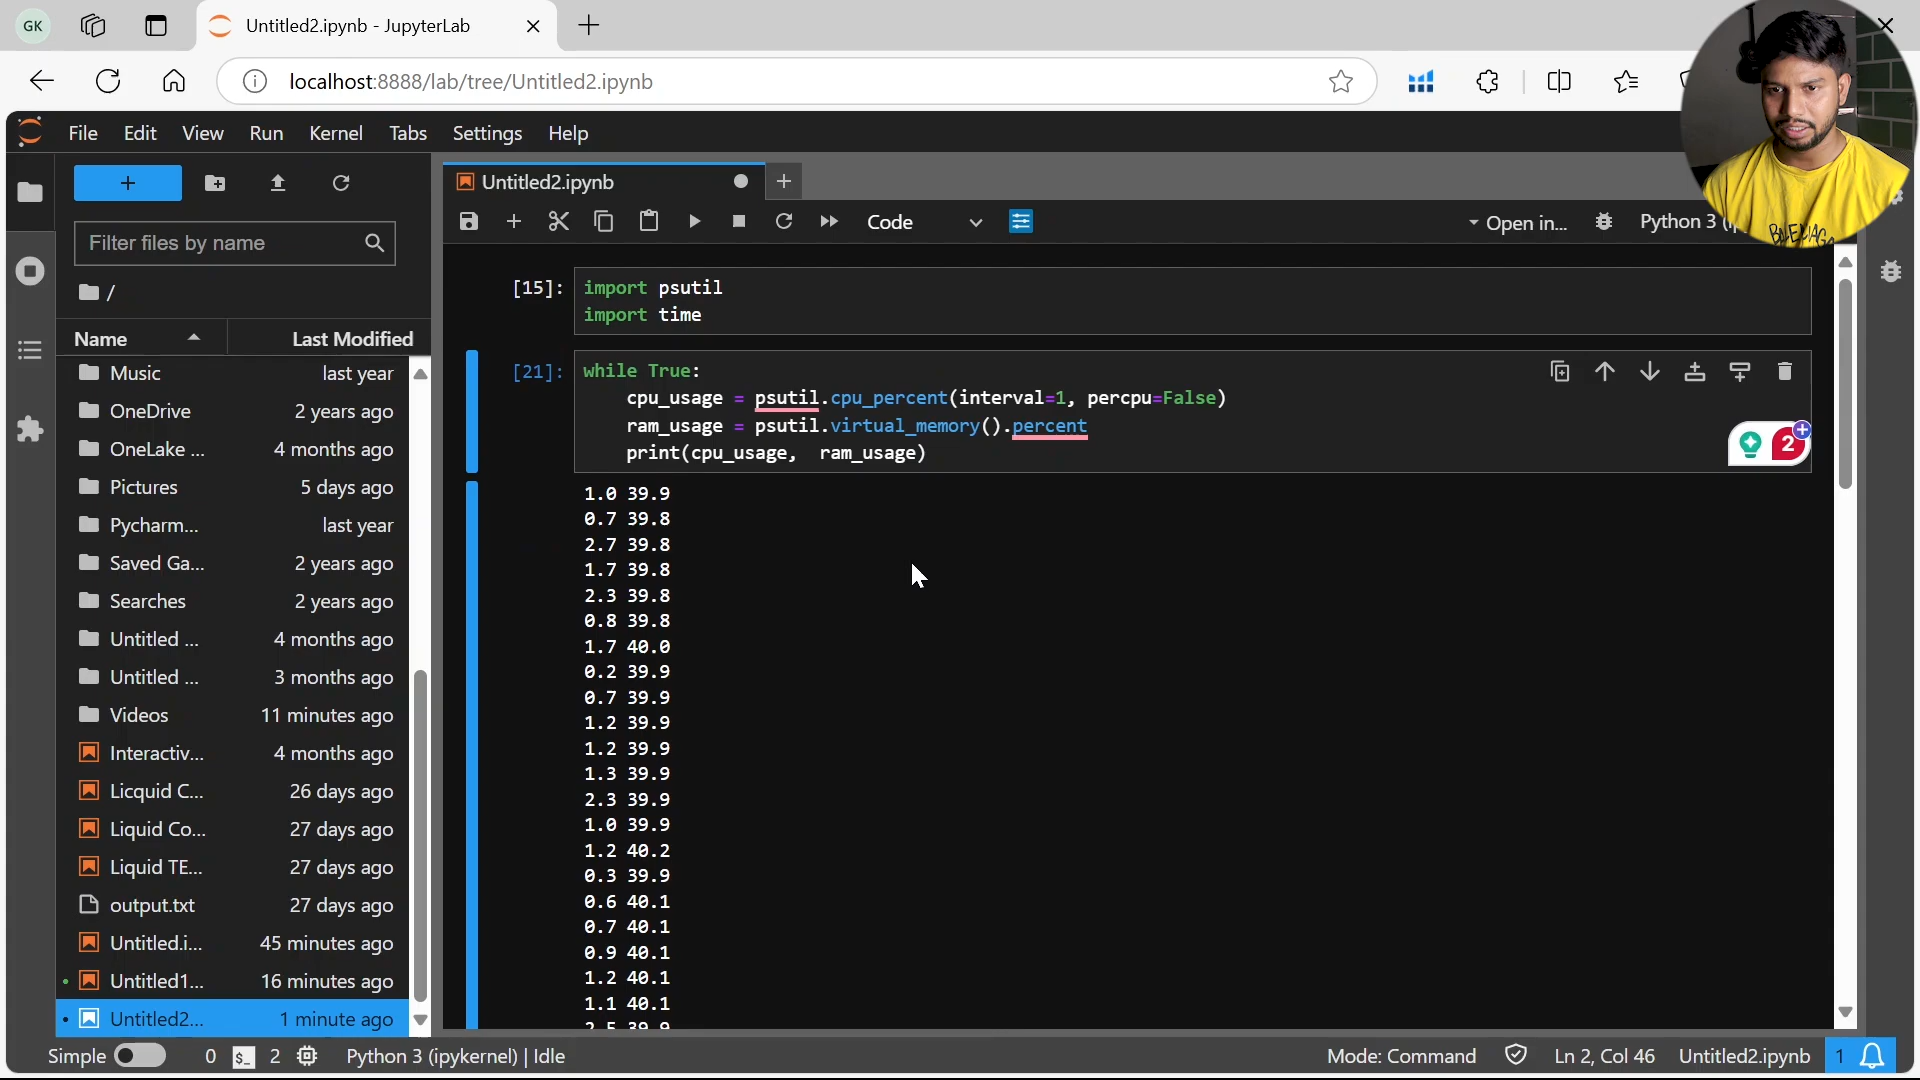 GK
Untitled2.ipynb - JupyterLab
localhost:8888/lab/tree/Untitled2.ipynb
File Edit View Run Kernel Tabs Settings Help
Filter files by name
/
Name Last Modified
Music last year
OneDrive 2 years ago
OneLake ... 4 months ago
Pictures 5 days ago
Pycharm... last year
Saved Ga... 2 years ago
Searches 2 years ago
Untitled ... 4 months ago
Untitled ... 3 months ago
Videos 11 minutes ago
Interactiv... 4 months ago
Licquid C... 26 days ago
Liquid Co... 27 days ago
Liquid TE... 27 days ago
output.txt 27 days ago
Untitled.i... 45 minutes ago
Untitled1... 16 minutes ago
Untitled2... 1 minute ago
Untitled2.ipynb
Code
Open in...
Python 3
[15]:
import psutil
import time
[21]:
while True:
    cpu_usage = psutil.cpu_percent(interval=1, percpu=False)
    ram_usage = psutil.virtual_memory().percent
    print(cpu_usage,  ram_usage)
2
1.0 39.9
0.7 39.8
2.7 39.8
1.7 39.8
2.3 39.8
0.8 39.8
1.7 40.0
0.2 39.9
0.7 39.9
1.2 39.9
1.2 39.9
1.3 39.9
2.3 39.9
1.0 39.9
1.2 40.2
0.3 39.9
0.6 40.1
0.7 40.1
0.9 40.1
1.2 40.1
1.1 40.1
2.5 39.9
Simple 0 2 Python 3 (ipykernel) | Idle
Mode: Command Ln 2, Col 46 Untitled2.ipynb 1